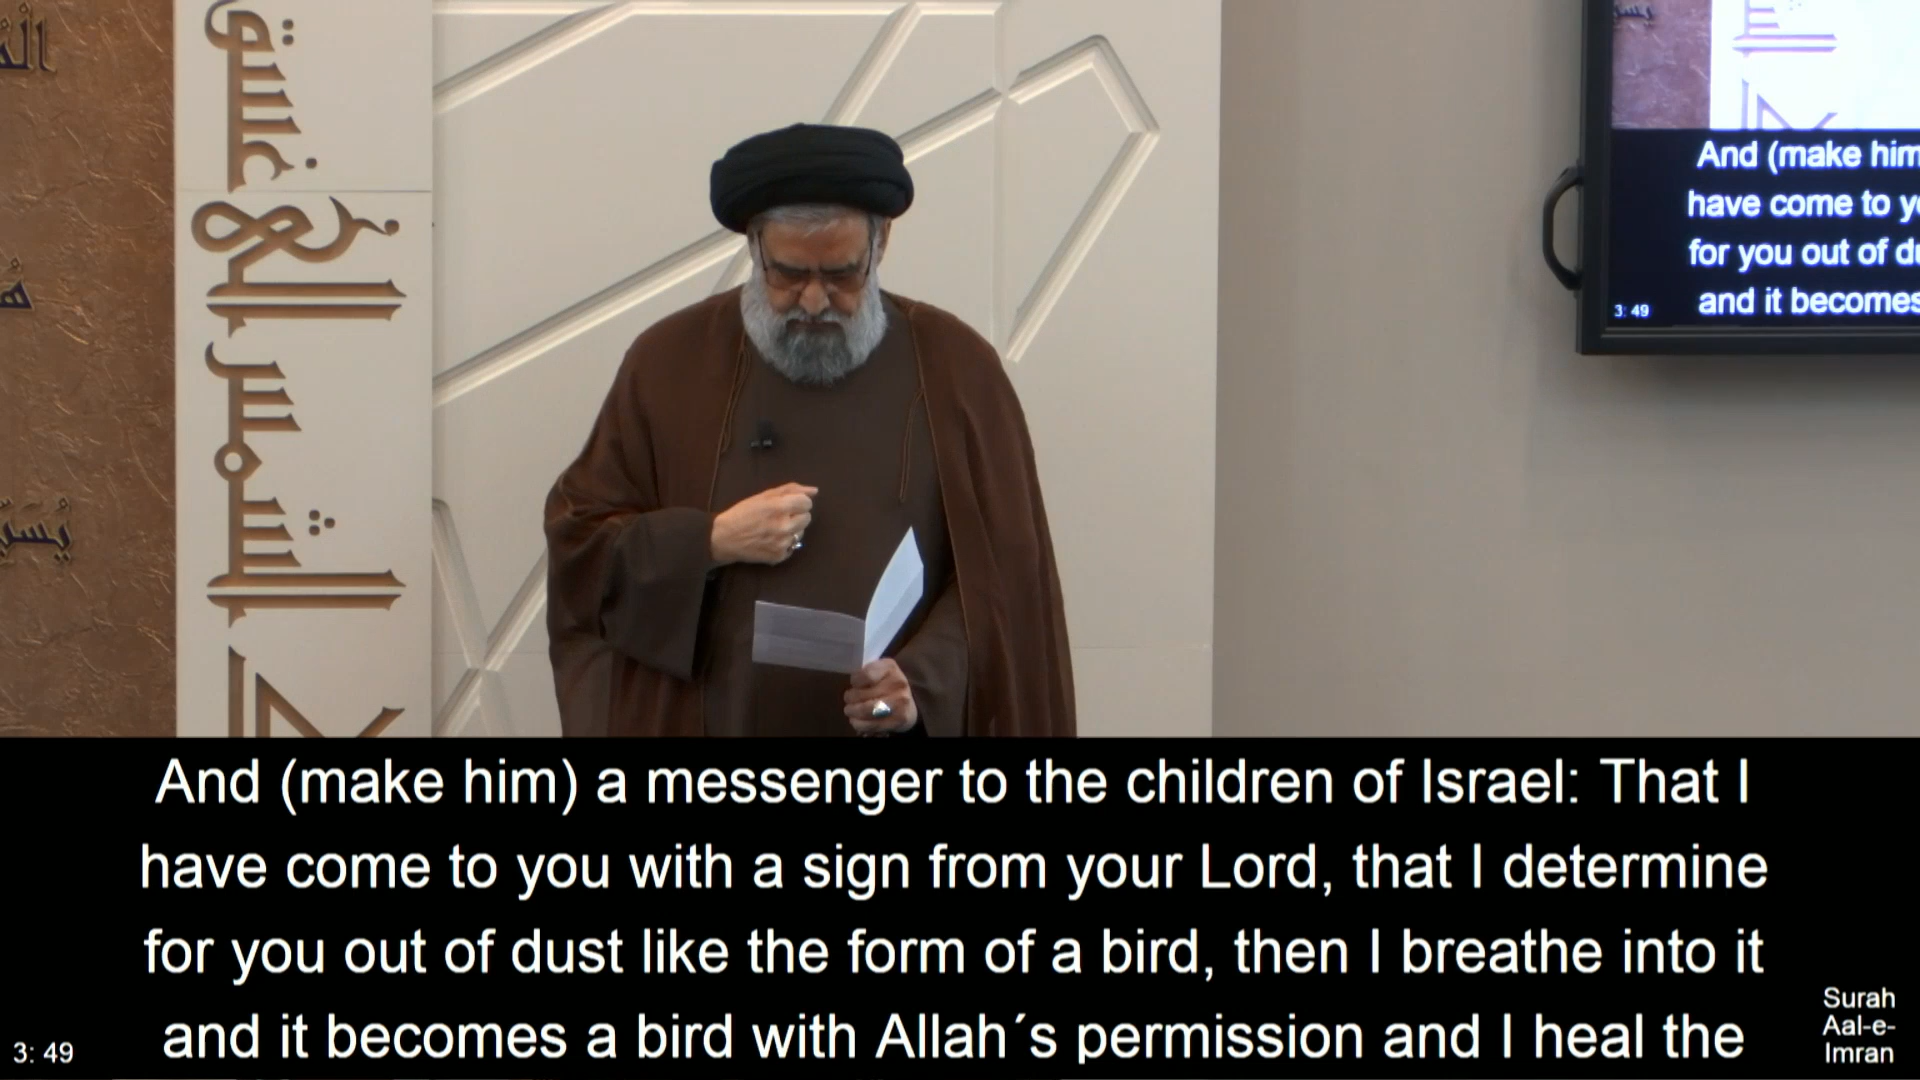 And (make him) a messenger to the children of Israel: That I
have come to you with a sign from your Lord, that I determine
for you out of dust like the form of a bird, then I breathe into it
and it becomes a bird with Allah´s permission and I heal the
3: 49
Surah
Aal-e-
Imran
And (make him
have come to y
for you out of d
and it becomes
3: 49